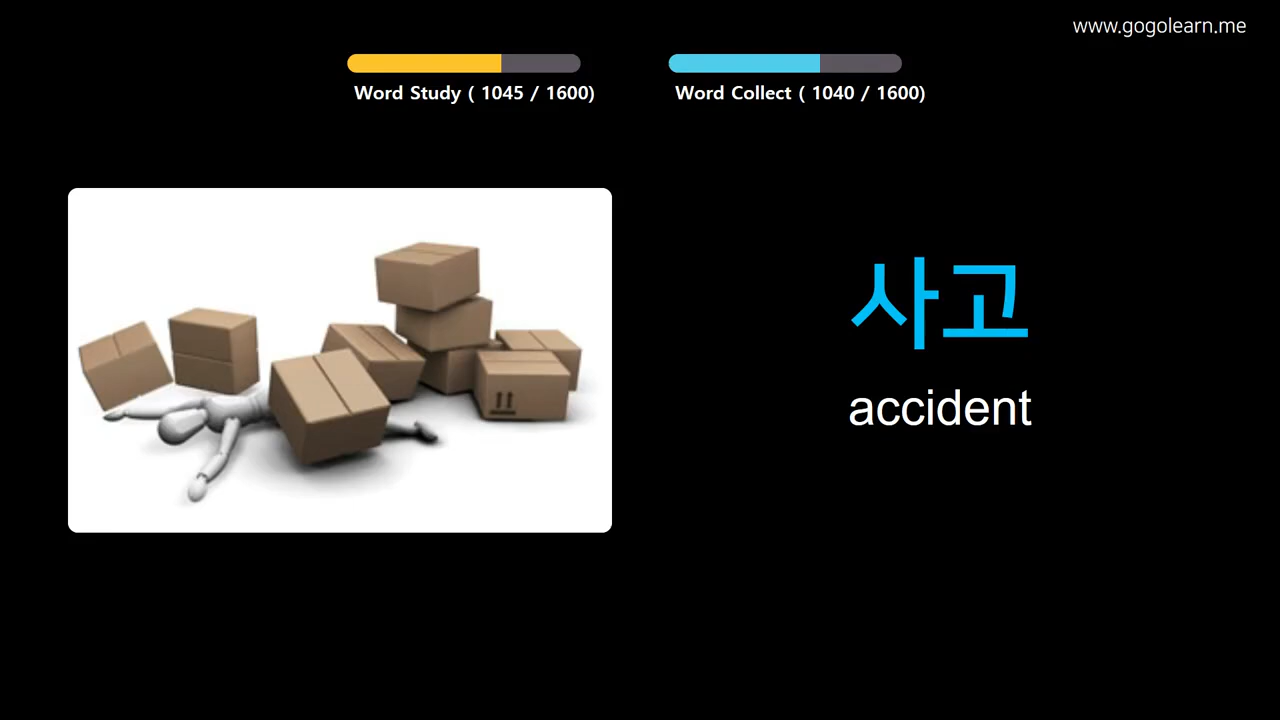 www.gogolearn.me
Word Study ( 1045 / 1600)
Word Collect ( 1040 / 1600)
사고
accident